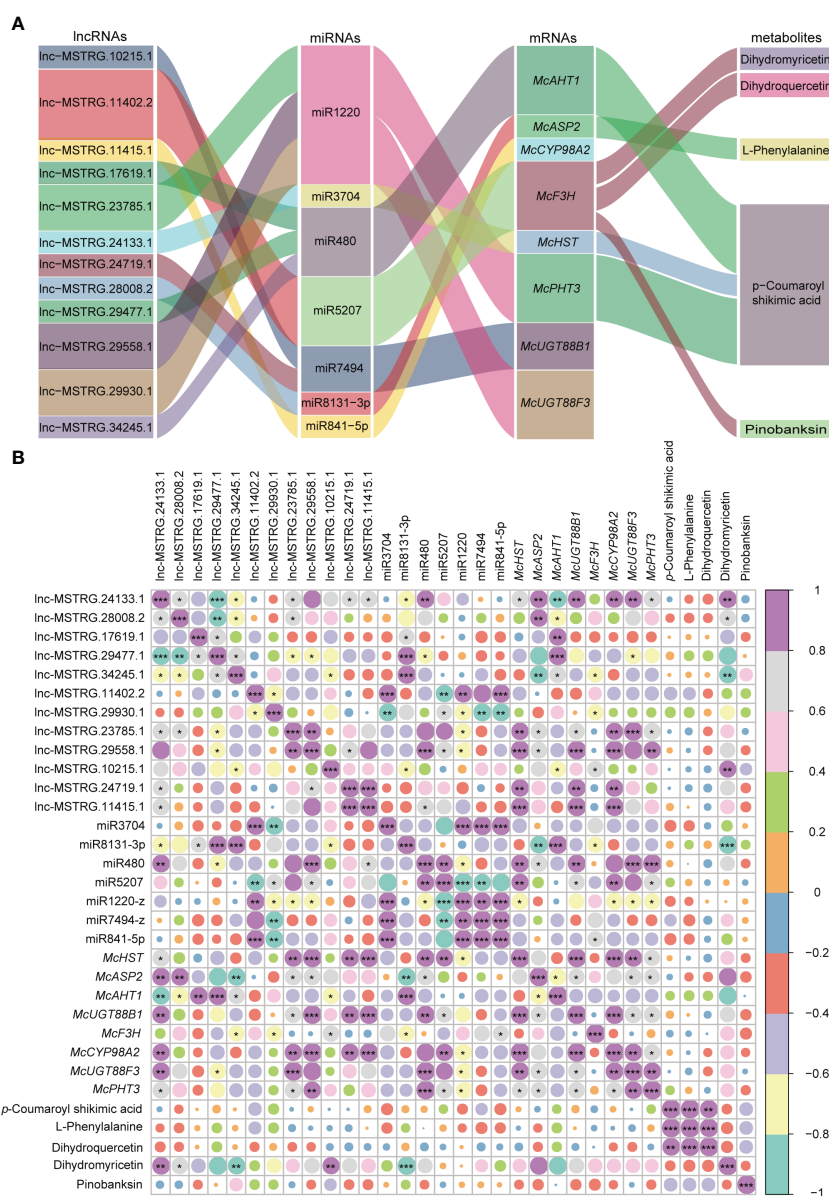 A
lncRNAs
miRNAs
mRNAs
metabolites
lnc−MSTRG.10215.1
lnc−MSTRG.11402.2
lnc−MSTRG.11415.1
lnc−MSTRG.17619.1
lnc−MSTRG.23785.1
lnc−MSTRG.24133.1
lnc−MSTRG.24719.1
lnc−MSTRG.28008.2
lnc−MSTRG.29477.1
lnc−MSTRG.29558.1
lnc−MSTRG.29930.1
lnc−MSTRG.34245.1
miR1220
miR3704
miR480
miR5207
miR7494
miR8131−3p
miR841−5p
McAHT1
McASP2
McCYP98A2
McF3H
McHST
McPHT3
McUGT88B1
McUGT88F3
Dihydromyricetin
Dihydroquercetin
L−Phenylalanine
p−Coumaroyl
shikimic acid
Pinobanksin
B
lnc-MSTRG.24133.1
lnc-MSTRG.28008.2
lnc-MSTRG.17619.1
lnc-MSTRG.29477.1
lnc-MSTRG.34245.1
lnc-MSTRG.11402.2
lnc-MSTRG.29930.1
lnc-MSTRG.23785.1
lnc-MSTRG.29558.1
lnc-MSTRG.10215.1
lnc-MSTRG.24719.1
lnc-MSTRG.11415.1
miR3704
miR8131-3p
miR480
miR5207
miR1220
miR7494
miR841-5p
McHST
McASP2
McAHT1
McUGT88B1
McF3H
McCYP98A2
McUGT88F3
McPHT3
p-Coumaroyl shikimic acid
L-Phenylalanine
Dihydroquercetin
Dihydromyricetin
Pinobanksin
lnc-MSTRG.24133.1
lnc-MSTRG.28008.2
lnc-MSTRG.17619.1
lnc-MSTRG.29477.1
lnc-MSTRG.34245.1
lnc-MSTRG.11402.2
lnc-MSTRG.29930.1
lnc-MSTRG.23785.1
lnc-MSTRG.29558.1
lnc-MSTRG.10215.1
lnc-MSTRG.24719.1
lnc-MSTRG.11415.1
miR3704
miR8131-3p
miR480
miR5207
miR1220-z
miR7494-z
miR841-5p
McHST
McASP2
McAHT1
McUGT88B1
McF3H
McCYP98A2
McUGT88F3
McPHT3
p-Coumaroyl shikimic acid
L-Phenylalanine
Dihydroquercetin
Dihydromyricetin
Pinobanksin
1
0.8
0.6
0.4
0.2
0
−0.2
−0.4
−0.6
−0.8
−1